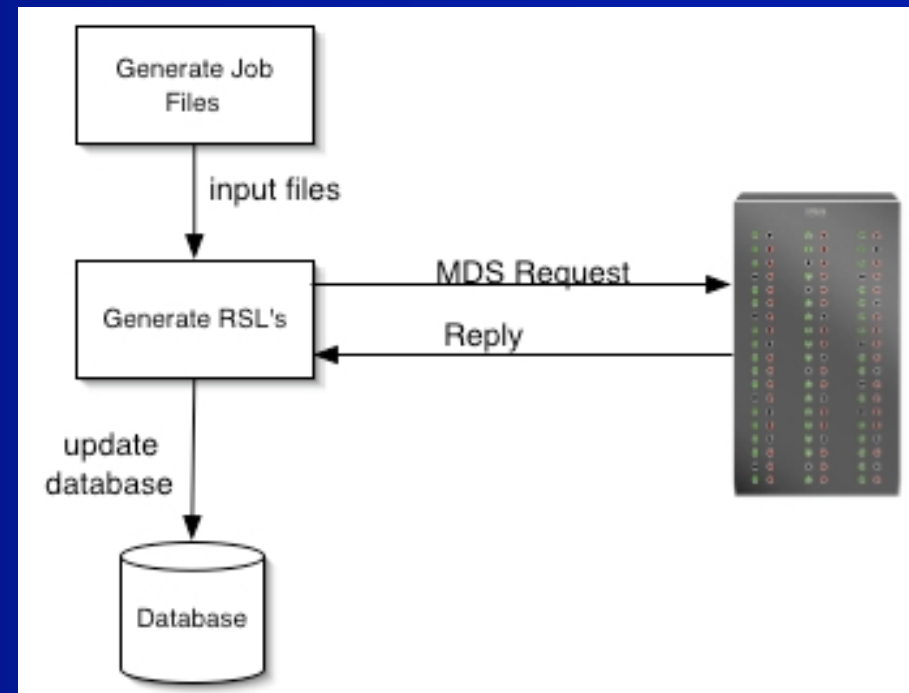 Generate Job
Files
input files
MDS Request
Generate RSL's
Reply
update
database
Database